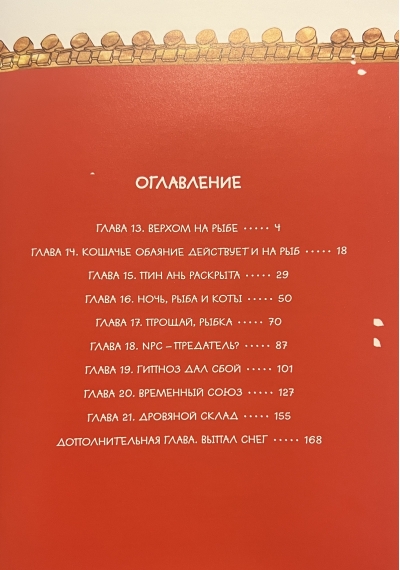 ОГЛАВЛЕНИЕ
ГЛАВА 13. ВЕРХОМ НА РЫБЕ ····· 4
ГЛАВА 14. КОШАЧЬЕ ОБАЯНИЕ ДЕЙСТВУЕТ И НА РЫБ ····· 18
ГЛАВА 15. ПИН АНЬ РАСКРЫТА ····· 29
ГЛАВА 16. НОЧЬ, РЫБА И КОТЫ ····· 50
ГЛАВА 17. ПРОЩАЙ, РЫБКА ····· 70
ГЛАВА 18. NPC – ПРЕДАТЕЛЬ? ····· 87
ГЛАВА 19. ГИПНОЗ ДАЛ СБОЙ ····· 101
ГЛАВА 20. ВРЕМЕННЫЙ СОЮЗ ····· 127
ГЛАВА 21. ДРОВЯНОЙ СКЛАД ····· 155
ДОПОЛНИТЕЛЬНАЯ ГЛАВА. ВЫПАЛ СНЕГ ····· 168